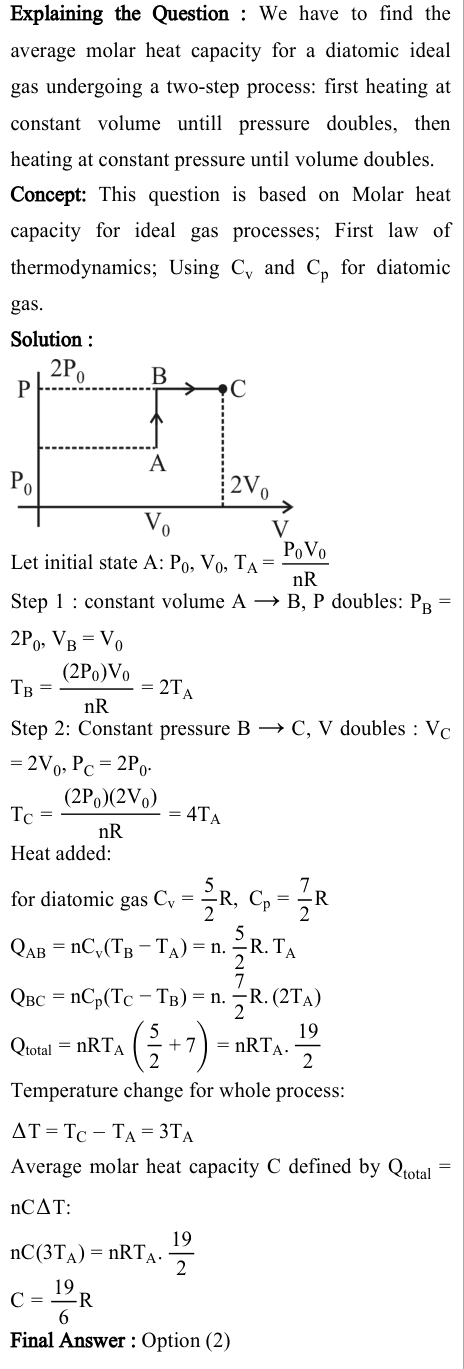 Explaining the Question : We have to find the
average molar heat capacity for a diatomic ideal
gas undergoing a two-step process: first heating at
constant volume untill pressure doubles, then
heating at constant pressure until volume doubles.
Concept: This question is based on Molar heat
capacity for ideal gas processes; First law of
thermodynamics; Using C_v and C_p for diatomic
gas.
Solution :
2P₀
P
B
C
A
P₀
2V₀
V₀
V
Let initial state A: P₀, V₀, T_A = P₀V₀/nR
Step 1 : constant volume A → B, P doubles: P_B =
2P₀, V_B = V₀
T_B = (2P₀)V₀/nR = 2T_A
Step 2: Constant pressure B → C, V doubles : V_C
= 2V₀, P_C = 2P₀.
T_C = (2P₀)(2V₀)/nR = 4T_A
Heat added:
for diatomic gas C_v = 5/2 R, C_p = 7/2 R
Q_AB = nC_v(T_B − T_A) = n. 5/2 R. T_A
Q_BC = nC_p(T_C − T_B) = n. 7/2 R. (2T_A)
Q_total = nRT_A (5/2 + 7) = nRT_A. 19/2
Temperature change for whole process:
ΔT = T_C − T_A = 3T_A
Average molar heat capacity C defined by Q_total =
nCΔT:
nC(3T_A) = nRT_A. 19/2
C = 19/6 R
Final Answer : Option (2)